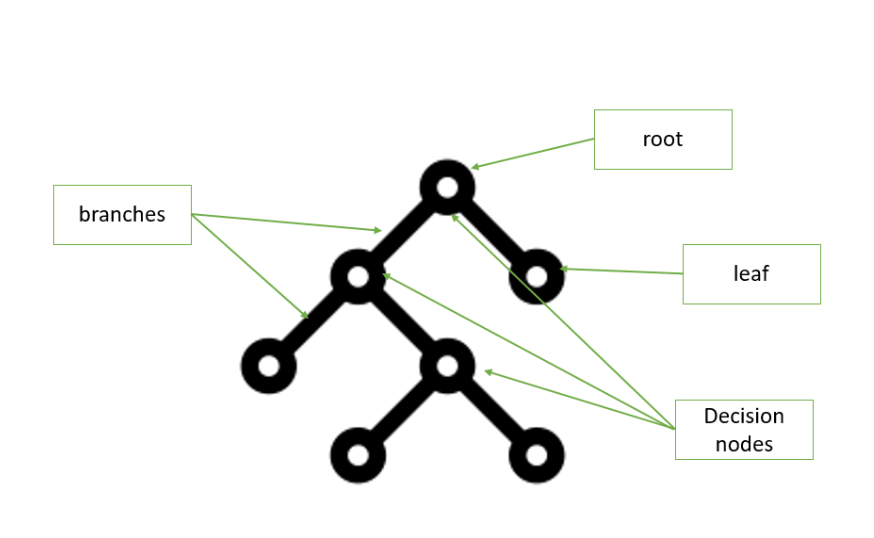 root
branches
leaf
Decision
nodes